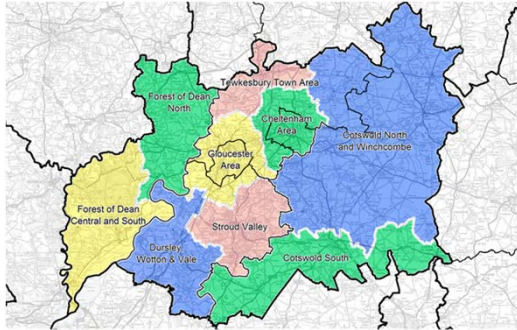 Tewkesbury Town Area
Forest of Dean
North
Cheltenham
Area
Cotswold North
and Winchcombe
Gloucester
Area
Forest of Dean
Central and South
Stroud Valley
Dursley
Wotton & Vale
Cotswold South